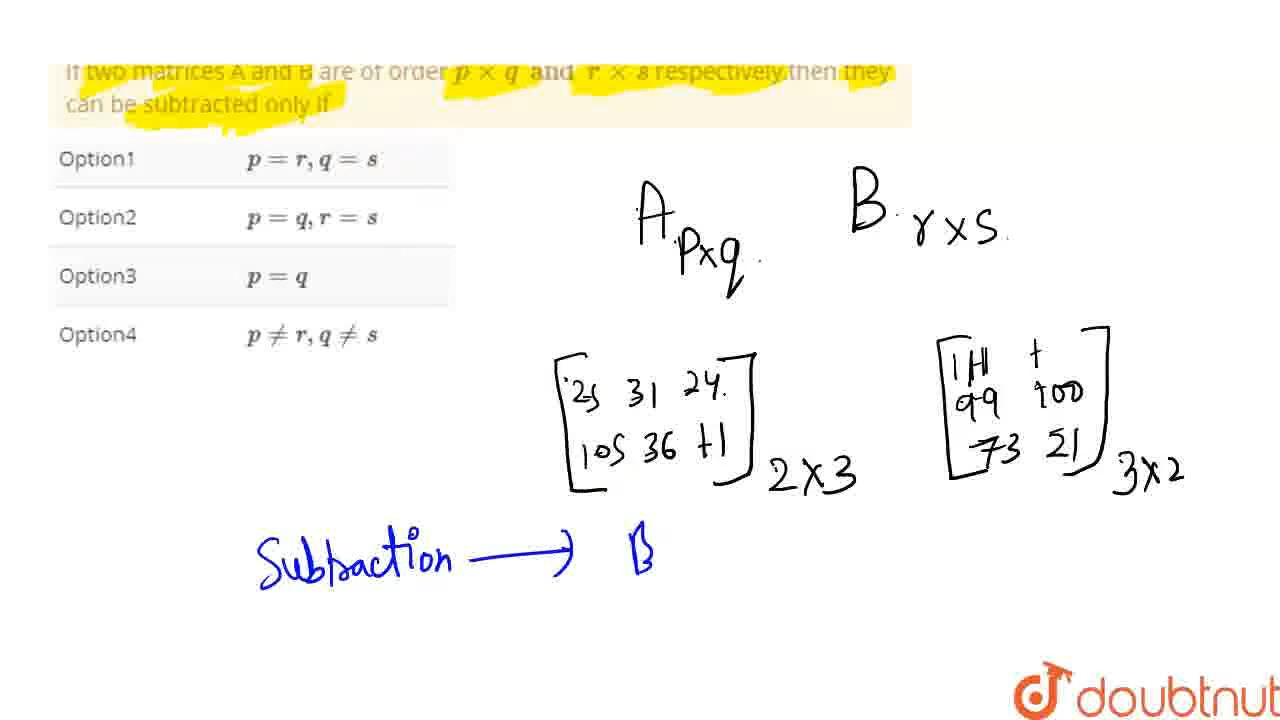 If two matrices A and B are of order p × q and r × s respectively then they
can be subtracted only if
Option1 p = r, q = s
Option2 p = q, r = s
Option3 p = q
Option4 p ≠ r, q ≠ s
A p×q B r×s
25 31 24
105 36 +1
2×3
99 100
73 21
3×2
Subtraction → B
doubtnut